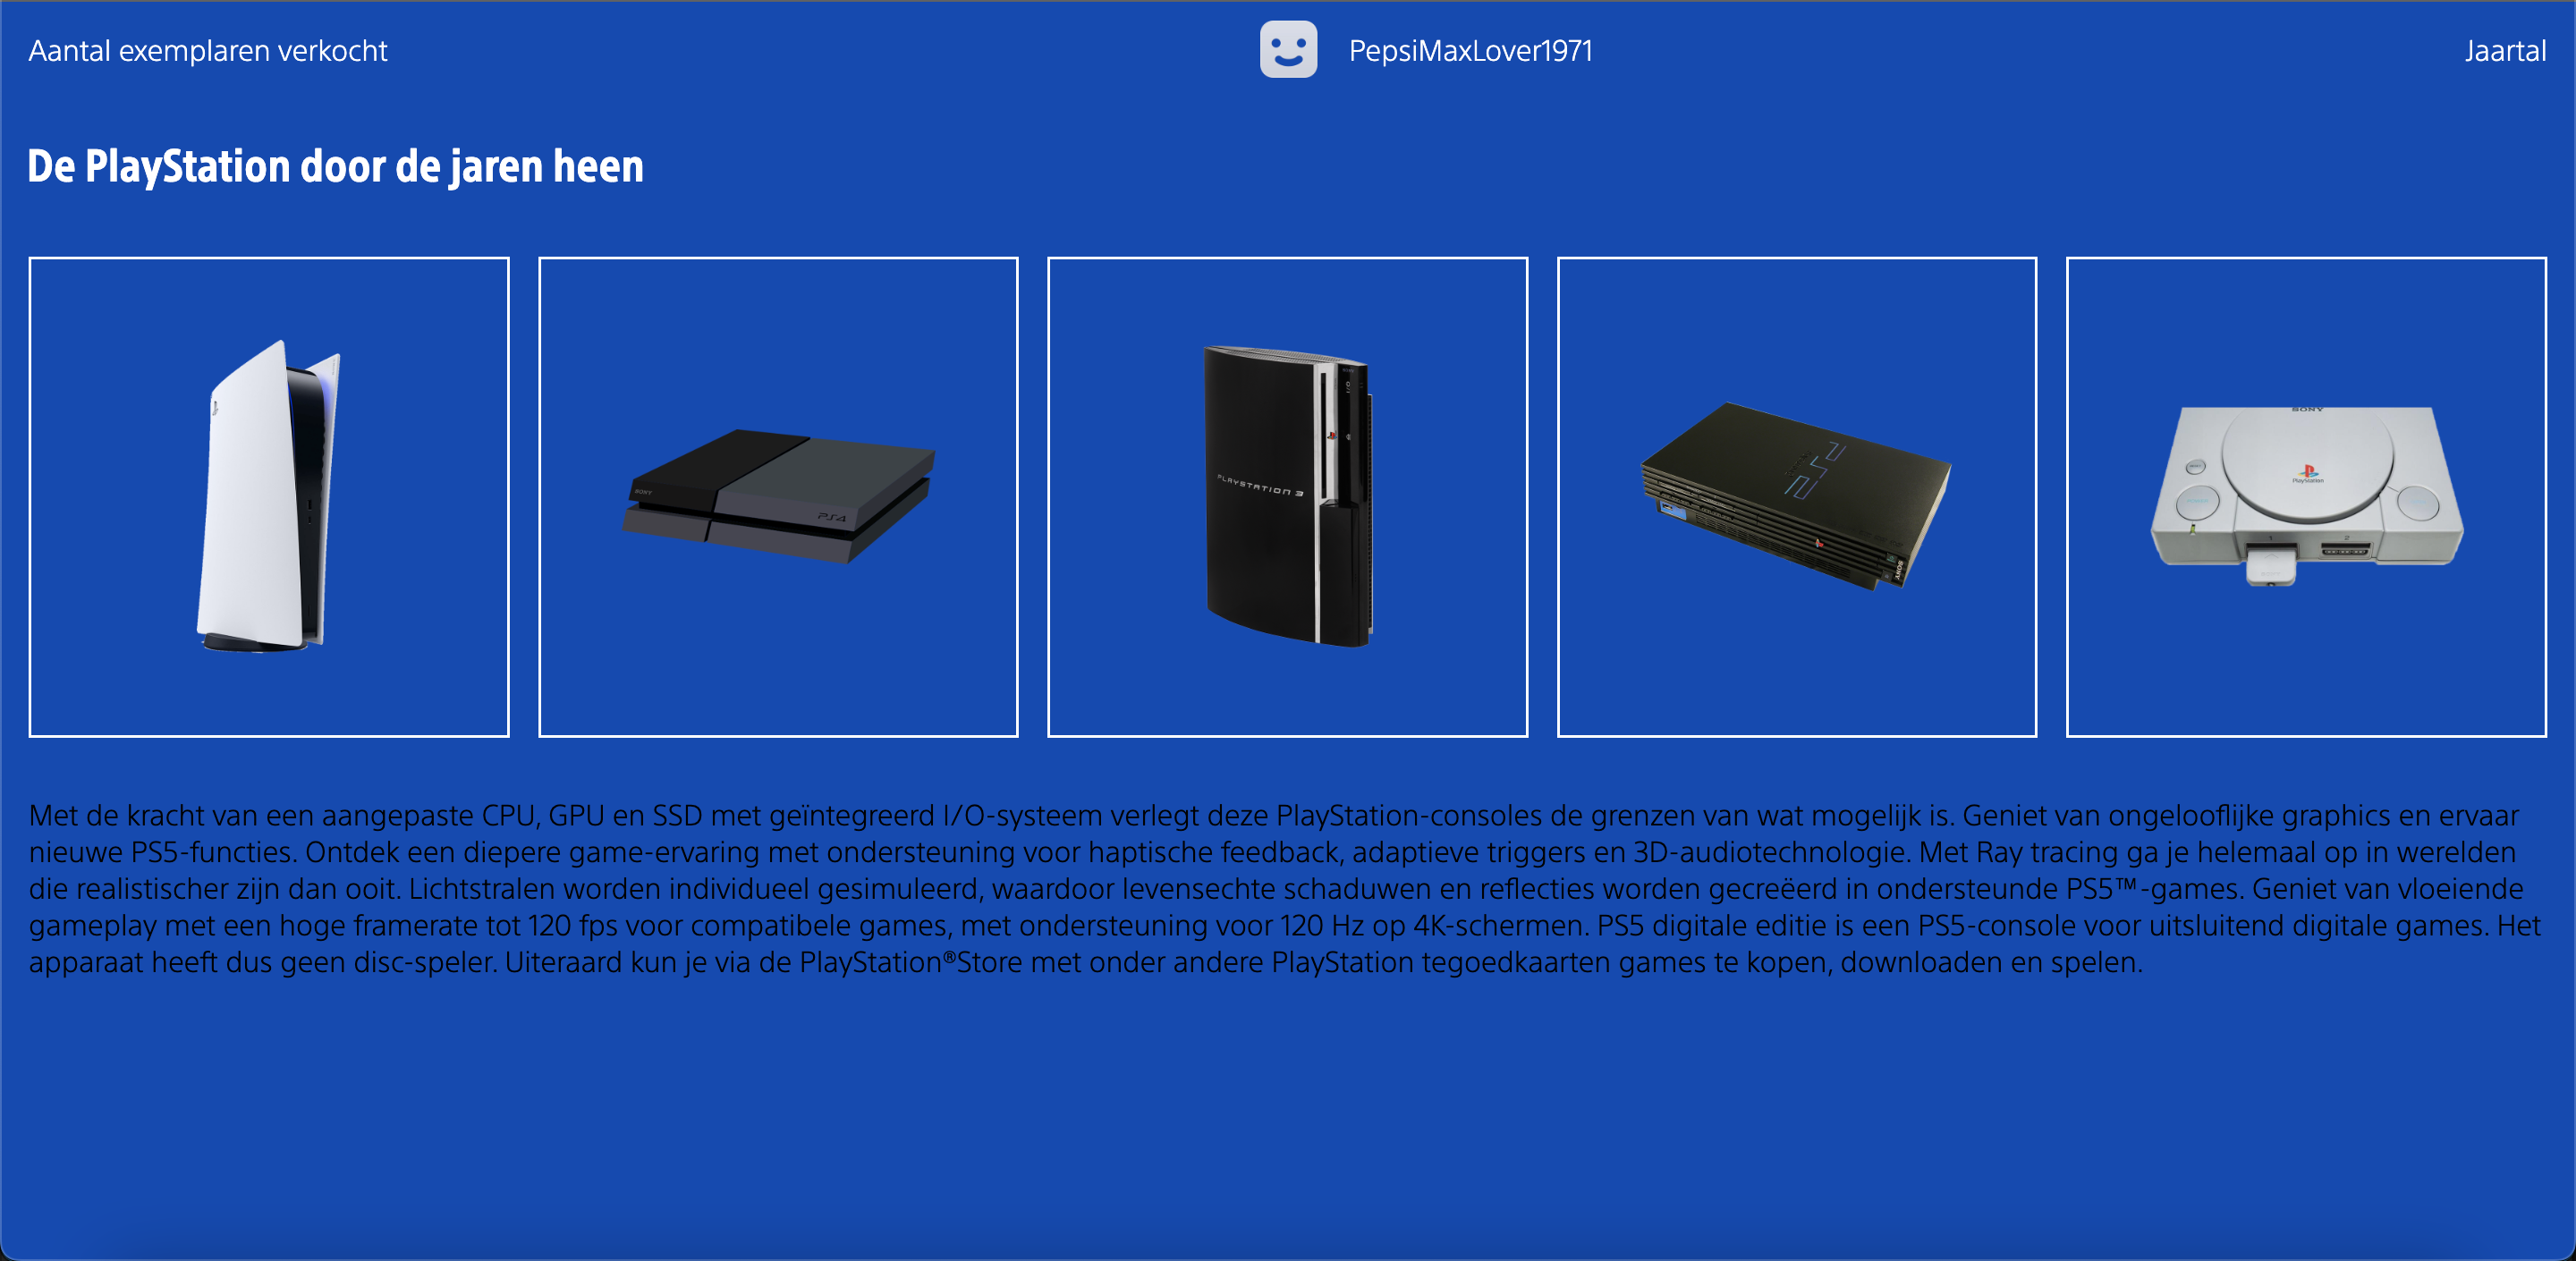 Aantal exemplaren verkocht
PepsiMaxLover1971
Jaartal
De PlayStation door de jaren heen
SONY
PS4
PLAYSTATION 3
SONY
PS2
SONY
SONY
PlayStation
1
2
Met de kracht van een aangepaste CPU, GPU en SSD met geïntegreerd I/O-systeem verlegt deze PlayStation-consoles de grenzen van wat mogelijk is. Geniet van ongelooflijke graphics en ervaar
nieuwe PS5-functies. Ontdek een diepere game-ervaring met ondersteuning voor haptische feedback, adaptieve triggers en 3D-audiotechnologie. Met Ray tracing ga je helemaal op in werelden
die realistischer zijn dan ooit. Lichtstralen worden individueel gesimuleerd, waardoor levensechte schaduwen en reflecties worden gecreëerd in ondersteunde PS5™-games. Geniet van vloeiende
gameplay met een hoge framerate tot 120 fps voor compatibele games, met ondersteuning voor 120 Hz op 4K-schermen. PS5 digitale editie is een PS5-console voor uitsluitend digitale games. Het
apparaat heeft dus geen disc-speler. Uiteraard kun je via de PlayStation®Store met onder andere PlayStation tegoedkaarten games te kopen, downloaden en spelen.